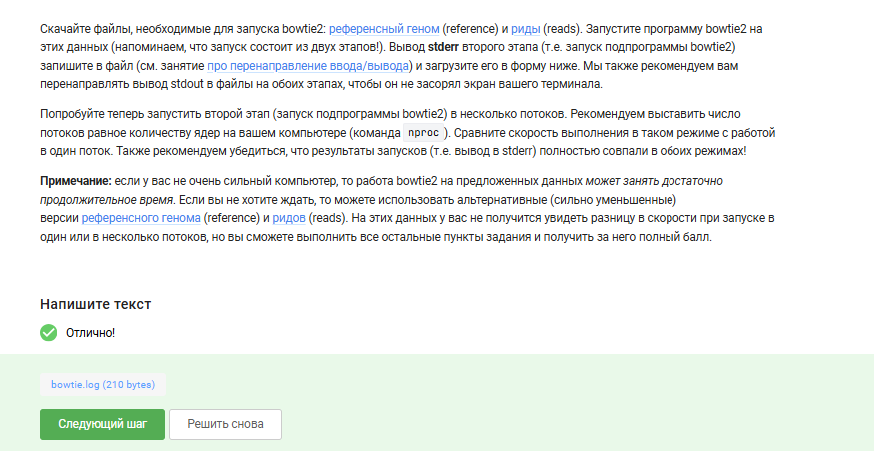 Скачайте файлы, необходимые для запуска bowtie2: референсный геном (reference) и риды (reads). Запустите программу bowtie2 на
этих данных (напоминаем, что запуск состоит из двух этапов!). Вывод stderr второго этапа (т.е. запуск подпрограммы bowtie2)
запишите в файл (см. занятие про перенаправление ввода/вывода) и загрузите его в форму ниже. Мы также рекомендуем вам
перенаправлять вывод stdout в файлы на обоих этапах, чтобы он не засорял экран вашего терминала.
Попробуйте теперь запустить второй этап (запуск подпрограммы bowtie2) в несколько потоков. Рекомендуем выставить число
потоков равное количеству ядер на вашем компьютере (команда nproc ). Сравните скорость выполнения в таком режиме с работой
в один поток. Также рекомендуем убедиться, что результаты запусков (т.е. вывод в stderr) полностью совпали в обоих режимах!
Примечание: если у вас не очень сильный компьютер, то работа bowtie2 на предложенных данных может занять достаточно
продолжительное время. Если вы не хотите ждать, то можете использовать альтернативные (сильно уменьшенные)
версии референсного генома (reference) и ридов (reads). На этих данных у вас не получится увидеть разницу в скорости при запуске в
один или в несколько потоков, но вы сможете выполнить все остальные пункты задания и получить за него полный балл.
Напишите текст
Отлично!
bowtie.log (210 bytes)
Следующий шаг
Решить снова